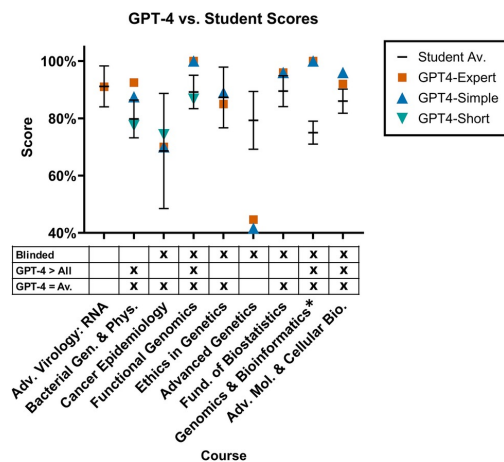 GPT-4 vs. Student Scores
100%
80%
60%
40%
Score
Student Av.
GPT4-Expert
GPT4-Simple
GPT4-Short
Blinded x x x x x x x
GPT-4 > All x x x x
GPT-4 = Av. x x x x x x x
Adv. Virology: RNA
Bacterial Gen. & Phys.
Cancer Epidemiology
Functional Genomics
Ethics in Genetics
Advanced Genetics
Fund. of Biostatistics
Genomics & Bioinformatics*
Adv. Mol. & Cellular Bio.
Course